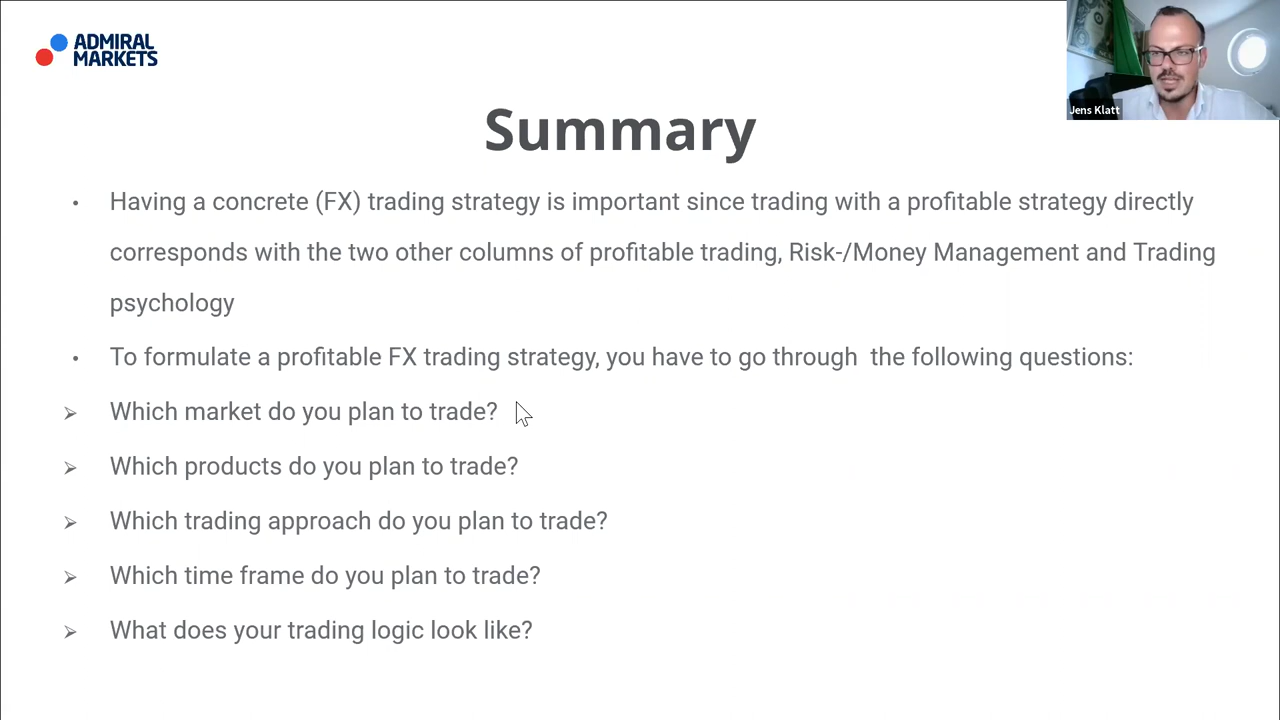 ADMIRAL
MARKETS
Jens Klatt
Summary
• Having a concrete (FX) trading strategy is important since trading with a profitable strategy directly
corresponds with the two other columns of profitable trading, Risk-/Money Management and Trading
psychology
• To formulate a profitable FX trading strategy, you have to go through  the following questions:
➢ Which market do you plan to trade?
➢ Which products do you plan to trade?
➢ Which trading approach do you plan to trade?
➢ Which time frame do you plan to trade?
➢ What does your trading logic look like?